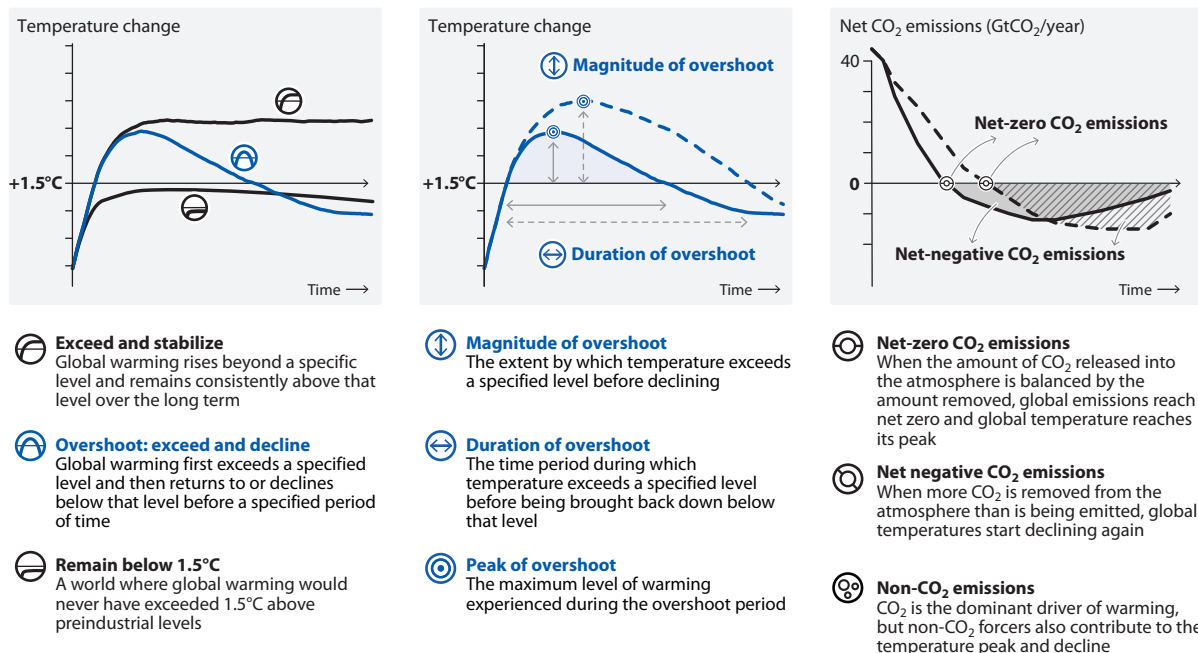 Temperature change
+1.5°C
Time →
Exceed and stabilize
Global warming rises beyond a specific
level and remains consistently above that
level over the long term
Overshoot: exceed and decline
Global warming first exceeds a specified
level and then returns to or declines
below that level before a specified period
of time
Remain below 1.5°C
A world where global warming would
never have exceeded 1.5°C above
preindustrial levels
Temperature change
Magnitude of overshoot
+1.5°C
Duration of overshoot
Time →
Magnitude of overshoot
The extent by which temperature exceeds
a specified level before declining
Duration of overshoot
The time period during which
temperature exceeds a specified level
before being brought back down below
that level
Peak of overshoot
The maximum level of warming
experienced during the overshoot period
Net CO₂ emissions (GtCO₂/year)
40
Net-zero CO₂ emissions
0
Net-negative CO₂ emissions
Time →
Net-zero CO₂ emissions
When the amount of CO₂ released into
the atmosphere is balanced by the
amount removed, global emissions reach
net zero and global temperature reaches
its peak
Net negative CO₂ emissions
When more CO₂ is removed from the
atmosphere than is being emitted, global
temperatures start declining again
Non-CO₂ emissions
CO₂ is the dominant driver of warming,
but non-CO₂ forcers also contribute to the
temperature peak and decline